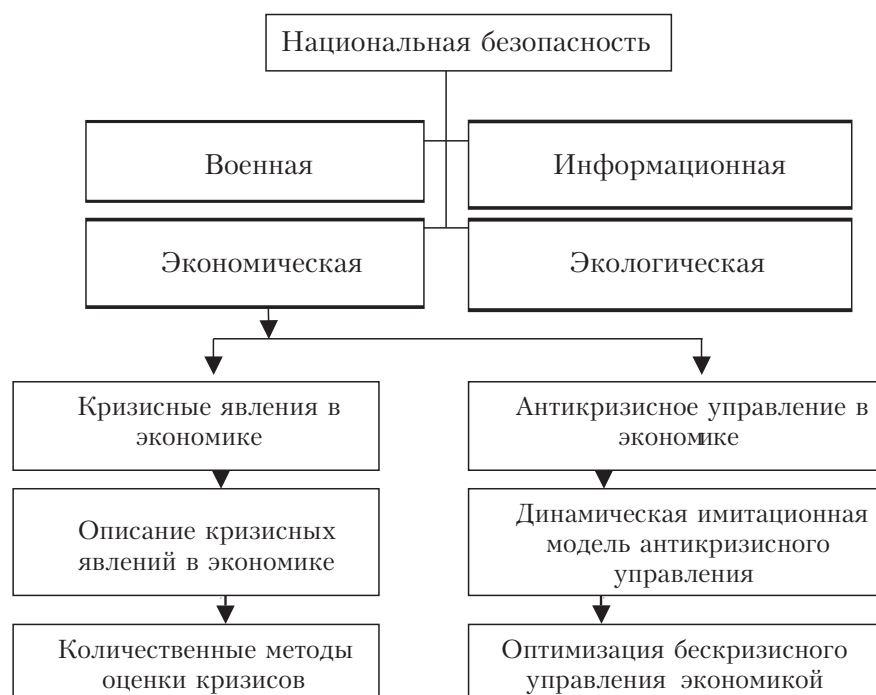 Национальная безопасность
Военная
Информационная
Экономическая
Экологическая
Кризисные явления в
экономике
Антикризисное управление в
экономике
Описание кризисных
явлений в экономике
Динамическая имитационная
модель антикризисного
управления
Количественные методы
оценки кризисов
Оптимизация бескризисного
управления экономикой